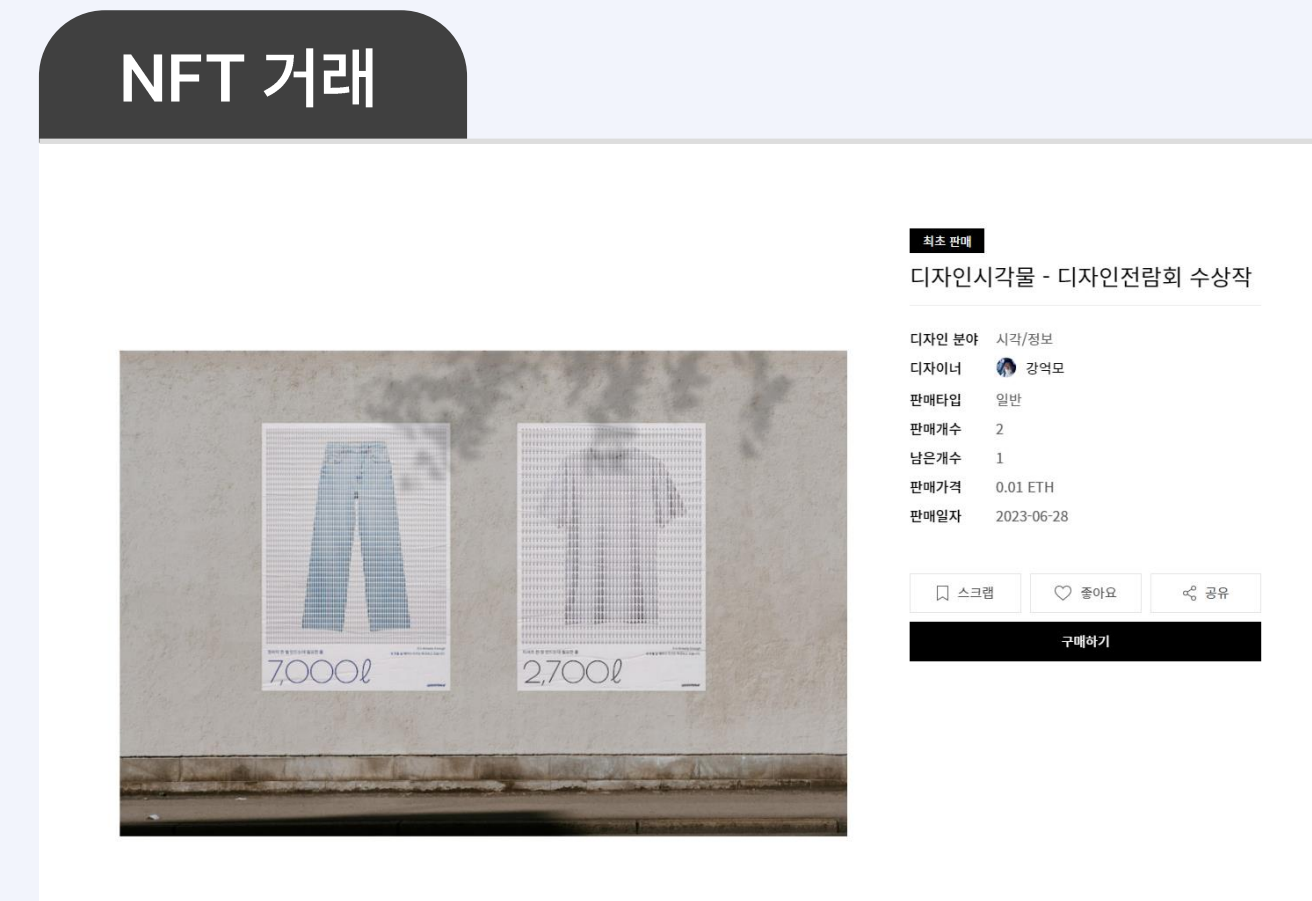 NFT 거래
최초 판매
디자인시각물 - 디자인전람회 수상작
디자인 분야 시각/정보
디자이너 강억모
판매타입 일반
판매개수 2
남은개수 1
판매가격 0.01 ETH
판매일자 2023-06-28
스크랩 좋아요 공유
구매하기
7,000ℓ
2,700ℓ